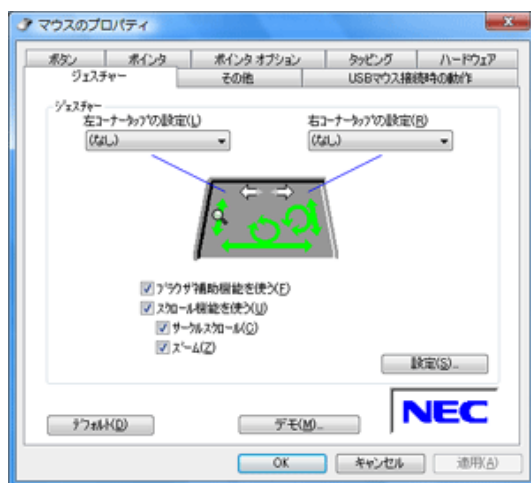 マウスのプロパティ
ボタン ポインタ ポインタ オプション タッピング ハードウェア
ジェスチャー その他 USBマウス接続時の動作
ジェスチャー
左コーナータップの設定(L) 右コーナータップの設定(R)
(なし) (なし)
ブラウザ補助機能を使う(E)
スクロール機能を使う(U)
サークルスクロール(C)
ズーム(Z)
設定(S)...
デフォルト(D) デモ(M)... NEC
OK キャンセル 適用(A)